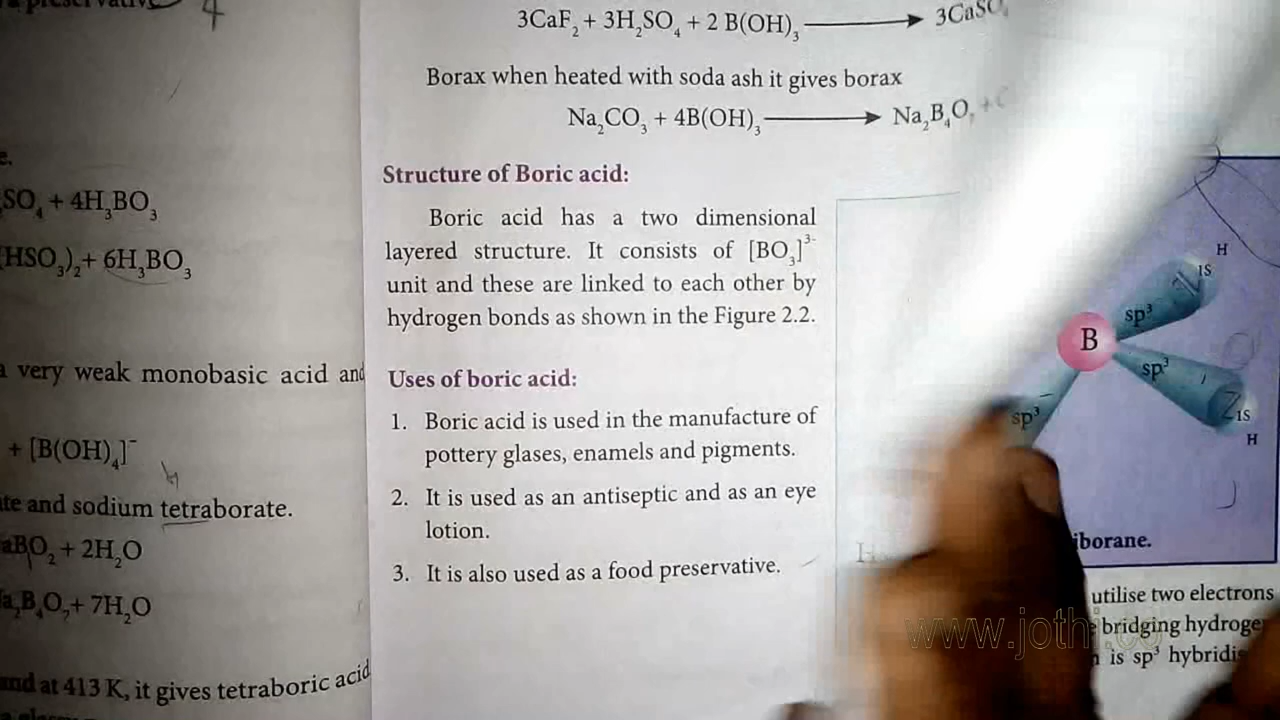 a preservative
4
e.
SO₄ + 4H₃BO₃
(HSO₃)₂ + 6H₃BO₃
a very weak monobasic acid and
+ [B(OH)₄]⁻
te and sodium tetraborate.
aBO₂ + 2H₂O
a₂B₄O₇ + 7H₂O
and at 413 K, it gives tetraboric acid
3CaF₂ + 3H₂SO₄ + 2 B(OH)₃ ⟶ 3CaSO₄
Borax when heated with soda ash it gives borax
Na₂CO₃ + 4B(OH)₃ ⟶ Na₂B₄O₇ + C
Structure of Boric acid:
Boric acid has a two dimensional
layered structure. It consists of [BO₃]³⁻
unit and these are linked to each other by
hydrogen bonds as shown in the Figure 2.2.
Uses of boric acid:
1. Boric acid is used in the manufacture of
pottery glases, enamels and pigments.
2. It is used as an antiseptic and as an eye
lotion.
3. It is also used as a food preservative.
H
1S
sp³
B
sp³
sp³
1S
H
iborane.
utilise two electrons
bridging hydroge
is sp³ hybridis
www.joth